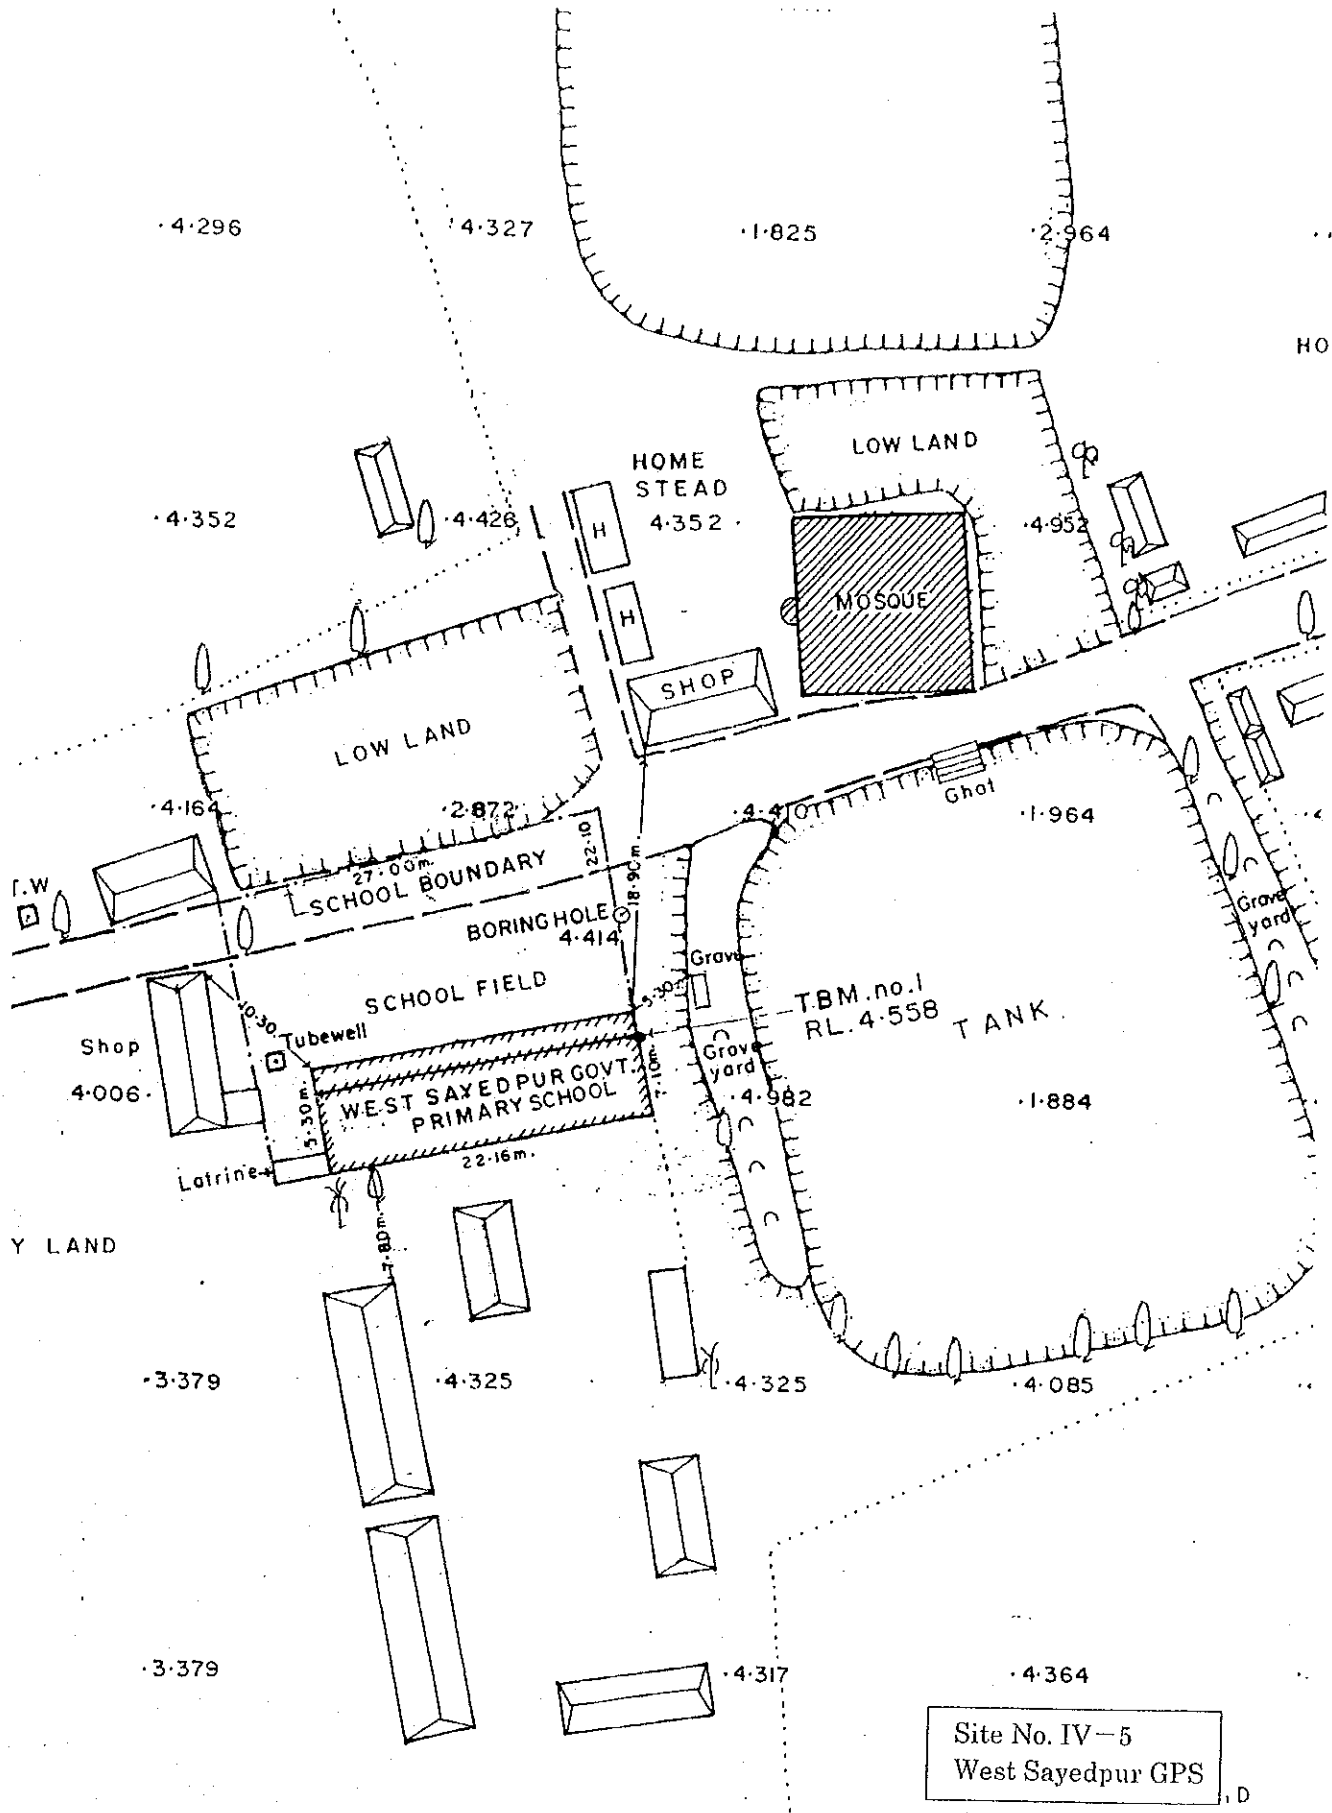 ·4·296
·4·327
·1·825
·2·964
HO
LOW LAND
HOME
STEAD
·4·352
·4·426
H
4·352 ·
·4·952
MOSQUE
H
SHOP
LOW LAND
Ghat
·4·164
·2·872
·4·410
·1·964
22·10
27·00m.
SCHOOL BOUNDARY
18·90m.
T.W
BORING HOLE
4·414
Grave
yard
Grave
SCHOOL FIELD
5·30
T.B.M. no.1
RL. 4·558
TANK
10·30
Tubewell
Shop
4·006 ·
Grave
yard
WEST SAYEDPUR GOVT.
PRIMARY SCHOOL
7·10m.
5·30m.
·4·982
·1·884
22·16m.
Latrine
Y LAND
7·80m.
·3·379
·4·325
·4·325
·4·085
·3·379
·4·317
·4·364
Site No. IV−5
West Sayedpur GPS
D